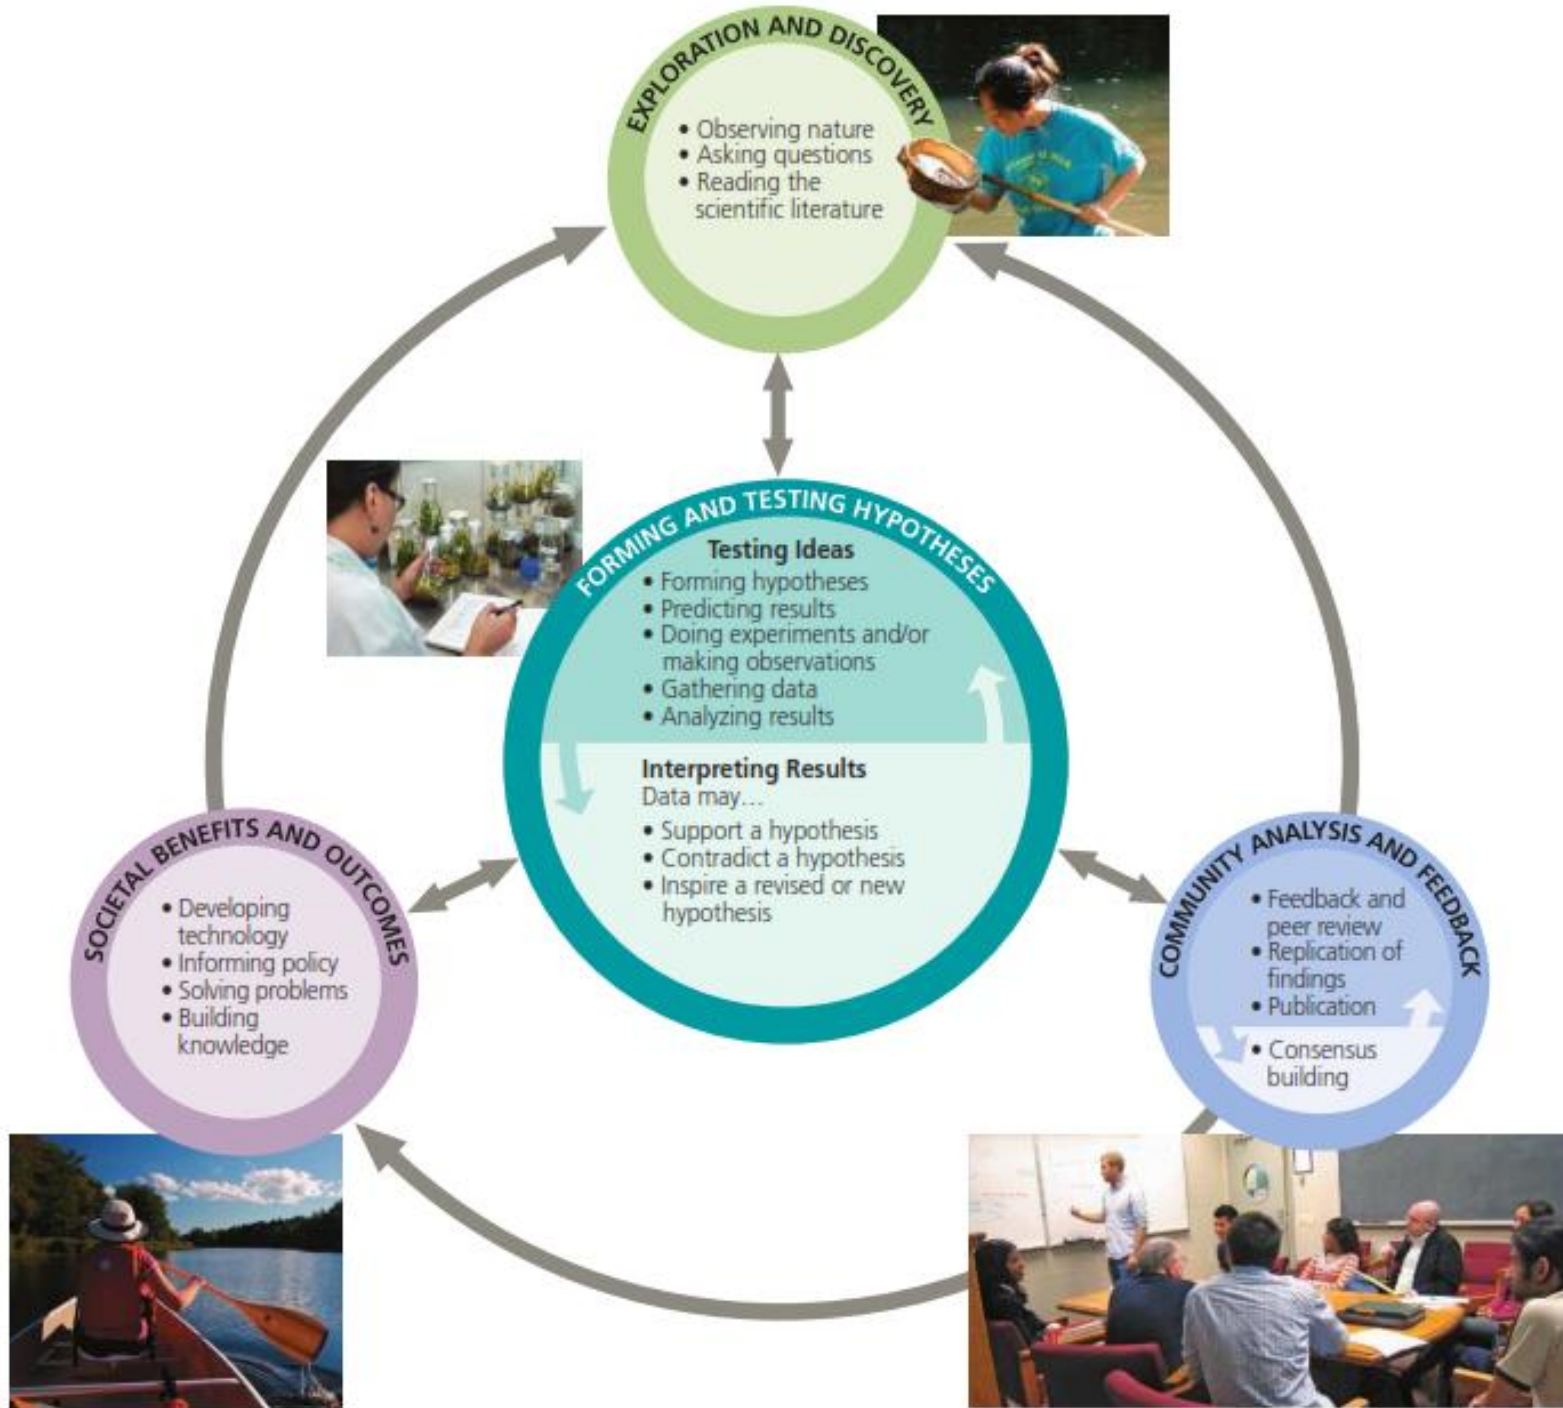 EXPLORATION AND DISCOVERY
• Observing nature
• Asking questions
• Reading the
scientific literature
FORMING AND TESTING HYPOTHESES
Testing Ideas
• Forming hypotheses
• Predicting results
• Doing experiments and/or
making observations
• Gathering data
• Analyzing results
Interpreting Results
Data may…
• Support a hypothesis
• Contradict a hypothesis
• Inspire a revised or new
hypothesis
SOCIETAL BENEFITS AND OUTCOMES
• Developing
technology
• Informing policy
• Solving problems
• Building
knowledge
COMMUNITY ANALYSIS AND FEEDBACK
• Feedback and
peer review
• Replication of
findings
• Publication
• Consensus
building